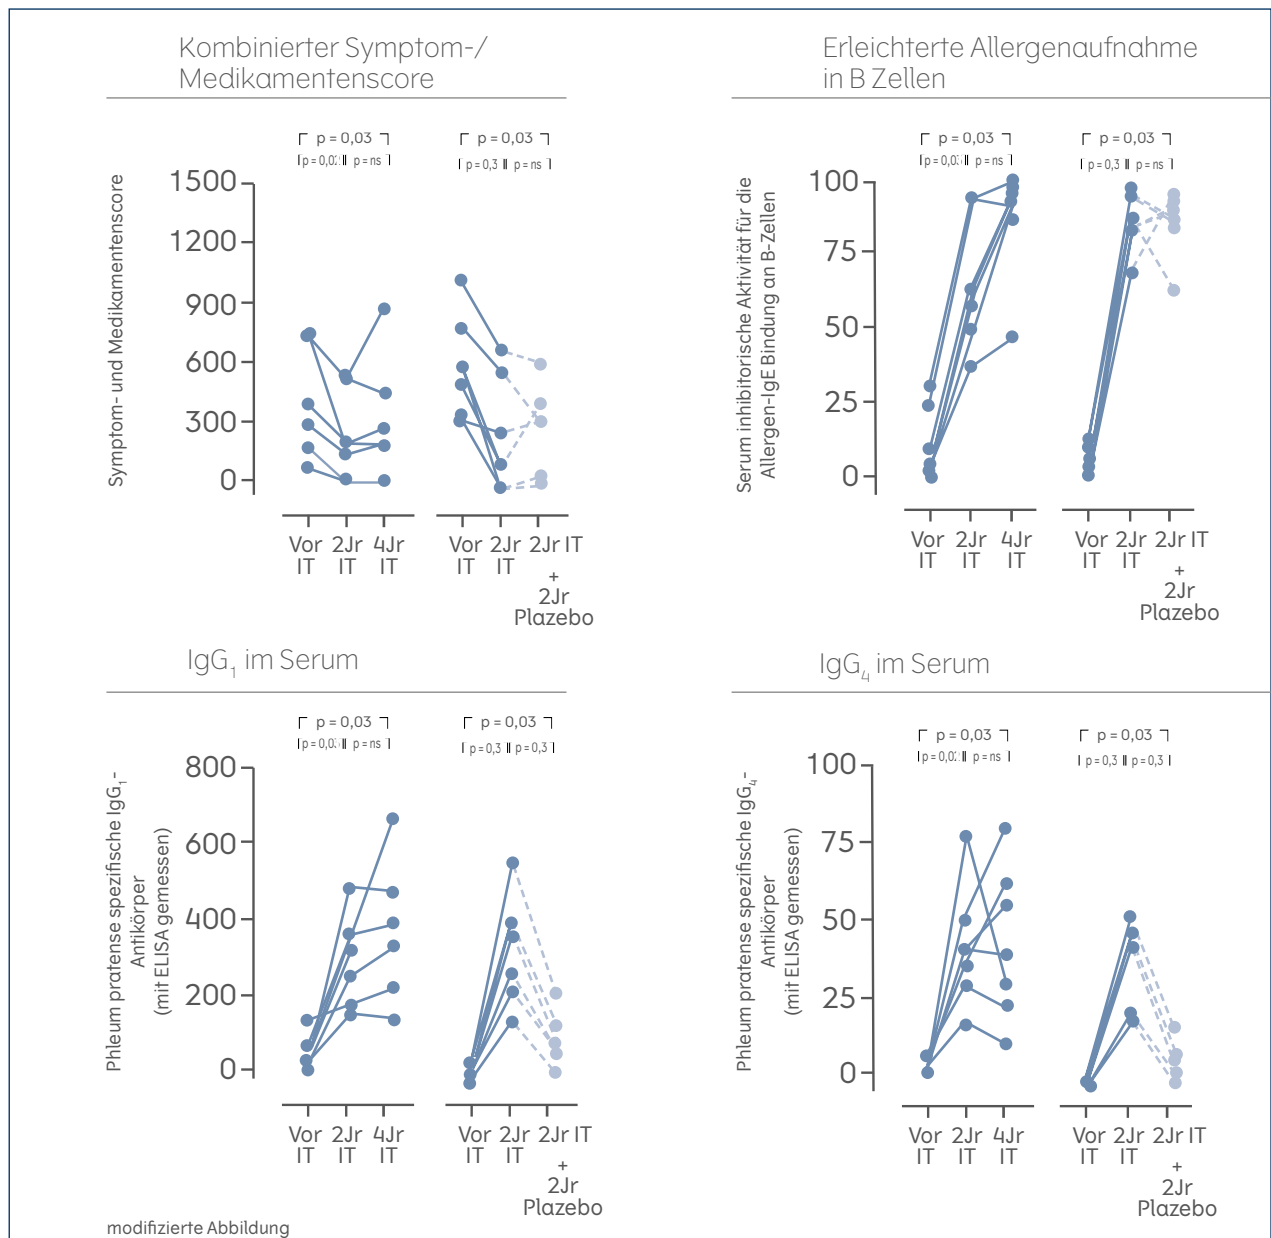 Kombinierter Symptom-/
Medikamentenscore
p = 0,03
p = ns
p = 0,03
p = 0,3
p = ns
Symptom- und Medikamentenscore
1500
1200
900
600
300
0
Vor IT
2Jr IT
4Jr IT
Vor IT
2Jr IT
2Jr IT
+
2Jr
Plazebo
Erleichterte Allergenaufnahme
in B Zellen
p = 0,03
p = ns
p = 0,03
p = 0,3
p = ns
Serum inhibitorische Aktivität für die
Allergen-IgE Bindung an B-Zellen
100
75
50
25
0
Vor IT
2Jr IT
4Jr IT
Vor IT
2Jr IT
2Jr IT
+
2Jr
Plazebo
IgG₁ im Serum
p = 0,03
p = ns
p = 0,03
p = 0,3
p = 0,3
Phleum pratense spezifische IgG₁-
Antikörper
(mit ELISA gemessen)
800
600
400
200
0
Vor IT
2Jr IT
4Jr IT
Vor IT
2Jr IT
2Jr IT
+
2Jr
Plazebo
IgG₄ im Serum
p = 0,03
p = ns
p = 0,03
p = 0,3
p = 0,3
Phleum pratense spezifische IgG₄-
Antikörper
(mit ELISA gemessen)
100
75
50
25
0
Vor IT
2Jr IT
4Jr IT
Vor IT
2Jr IT
2Jr IT
+
2Jr
Plazebo
modifizierte Abbildung